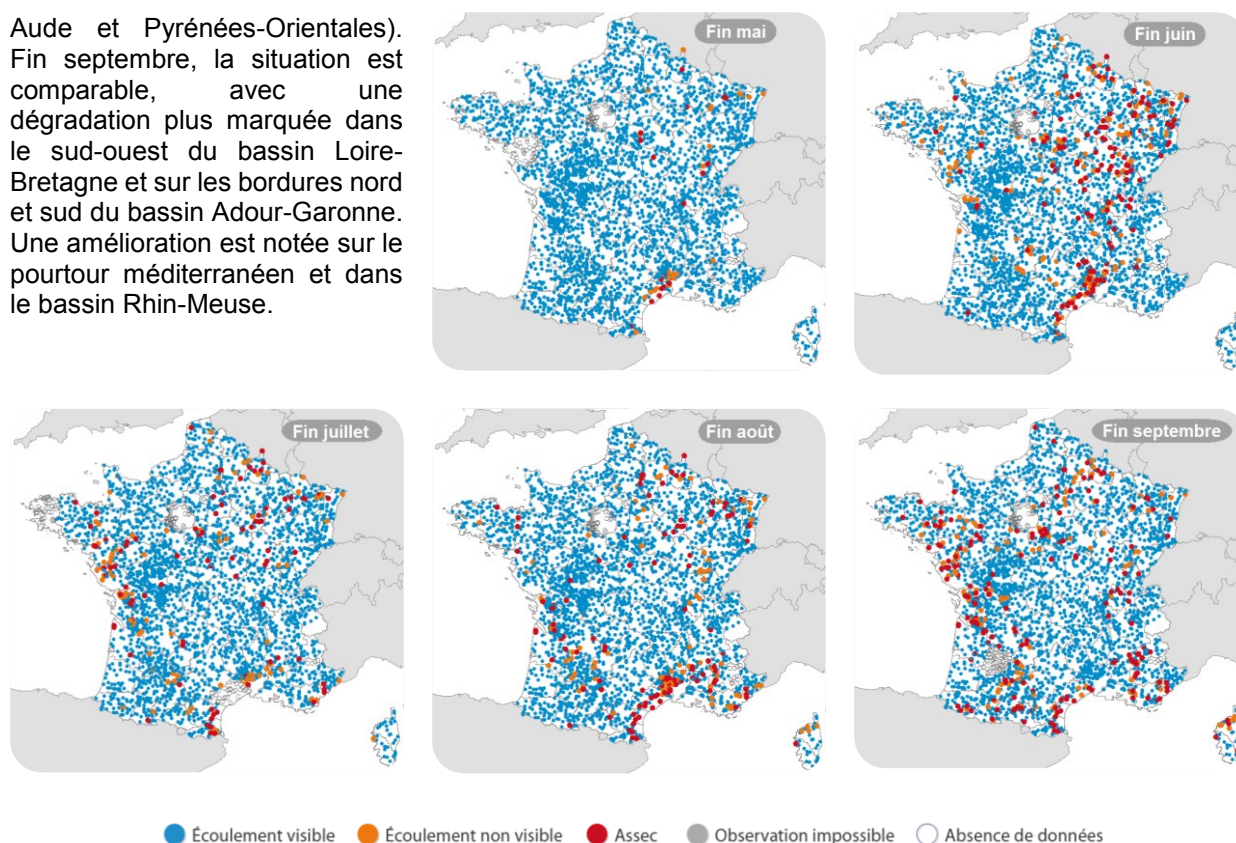 Aude et Pyrénées-Orientales).
Fin septembre, la situation est
comparable, avec une
dégradation plus marquée dans
le sud-ouest du bassin Loire-
Bretagne et sur les bordures nord
et sud du bassin Adour-Garonne.
Une amélioration est notée sur le
pourtour méditerranéen et dans
le bassin Rhin-Meuse.
Fin mai
Fin juin
Fin juillet
Fin août
Fin septembre
Écoulement visible
Écoulement non visible
Assec
Observation impossible
Absence de données